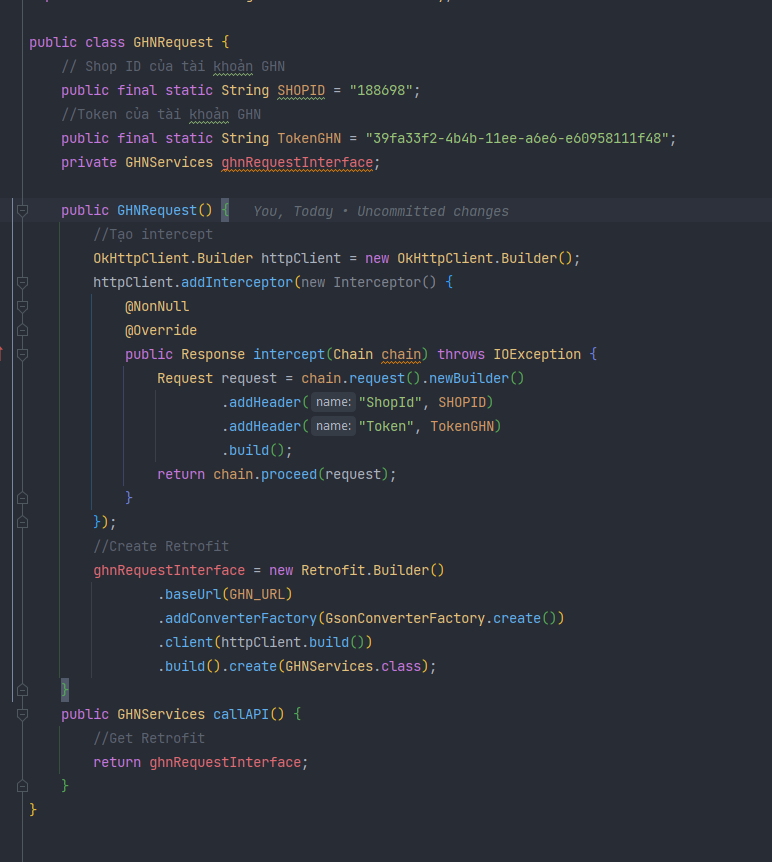 public class GHNRequest {
// Shop ID của tài khoản GHN
public final static String SHOPID = "188698";
//Token của tài khoản GHN
public final static String TokenGHN = "39fa33f2-4b4b-11ee-a6e6-e60958111f48";
private GHNServices ghnRequestInterface;
public GHNRequest() { You, Today • Uncommitted changes
//Tạo intercept
OkHttpClient.Builder httpClient = new OkHttpClient.Builder();
httpClient.addInterceptor(new Interceptor() {
@NonNull
@Override
public Response intercept(Chain chain) throws IOException {
Request request = chain.request().newBuilder()
.addHeader( name: "ShopId", SHOPID)
.addHeader( name: "Token", TokenGHN)
.build();
return chain.proceed(request);
}
});
//Create Retrofit
ghnRequestInterface = new Retrofit.Builder()
.baseUrl(GHN_URL)
.addConverterFactory(GsonConverterFactory.create())
.client(httpClient.build())
.build().create(GHNServices.class);
}
public GHNServices callAPI() {
//Get Retrofit
return ghnRequestInterface;
}
}